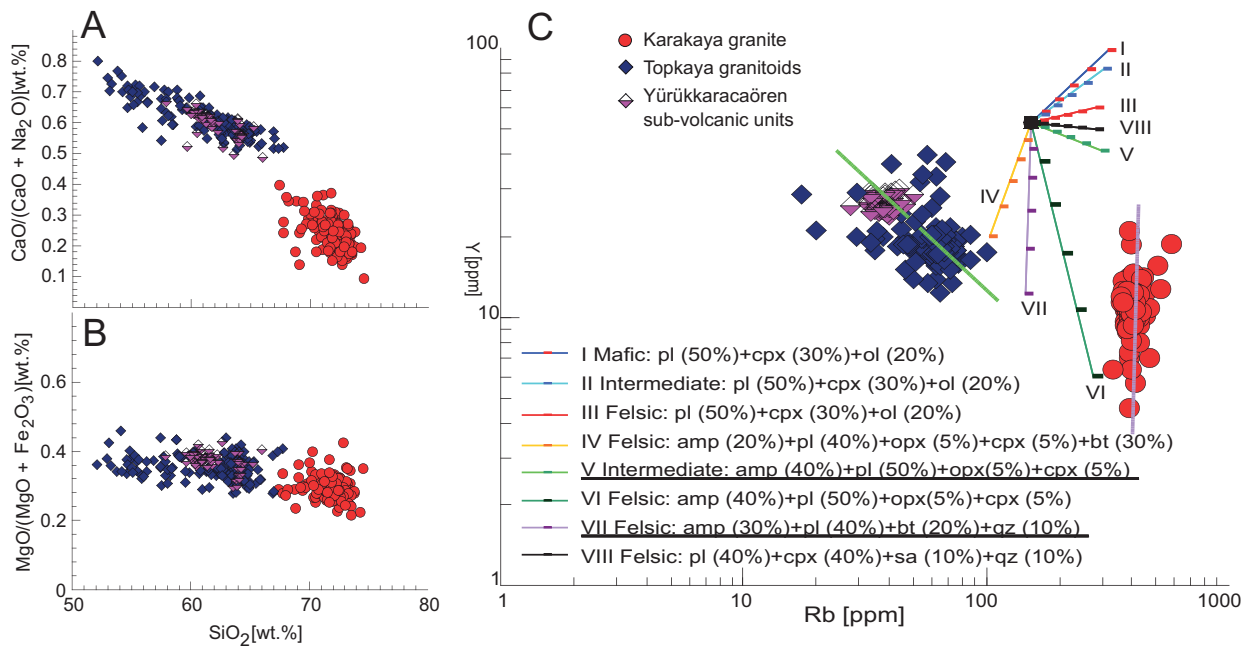 A
CaO/(CaO + Na2O)[wt.%]
0.8
0.7
0.6
0.5
0.4
0.3
0.2
0.1
B
MgO/(MgO + Fe2O3)[wt.%]
0.6
0.4
0.2
0
50
60
70
80
SiO2[wt.%]
C
Karakaya granite
Topkaya granitoids
Yürükkaracaören
sub-volcanic units
100
10
1
Y [ppm]
I
II
III
VIII
V
IV
VII
VI
I Mafic: pl (50%)+cpx (30%)+ol (20%)
II Intermediate: pl (50%)+cpx (30%)+ol (20%)
III Felsic: pl (50%)+cpx (30%)+ol (20%)
IV Felsic: amp (20%)+pl (40%)+opx (5%)+cpx (5%)+bt (30%)
V Intermediate: amp (40%)+pl (50%)+opx(5%)+cpx (5%)
VI Felsic: amp (40%)+pl (50%)+opx(5%)+cpx (5%)
VII Felsic: amp (30%)+pl (40%)+bt (20%)+qz (10%)
VIII Felsic: pl (40%)+cpx (40%)+sa (10%)+qz (10%)
1
10
100
1000
Rb [ppm]